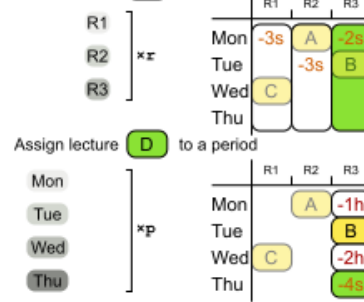 R1 R2 R3
R1
R2
R3
×r
Mon -3s A -2s
Tue -3s B
Wed C
Thu
Assign lecture D to a period
R1 R2 R3
Mon
Tue
Wed
Thu
×p
Mon A -1h
Tue B
Wed C -2h
Thu -4s